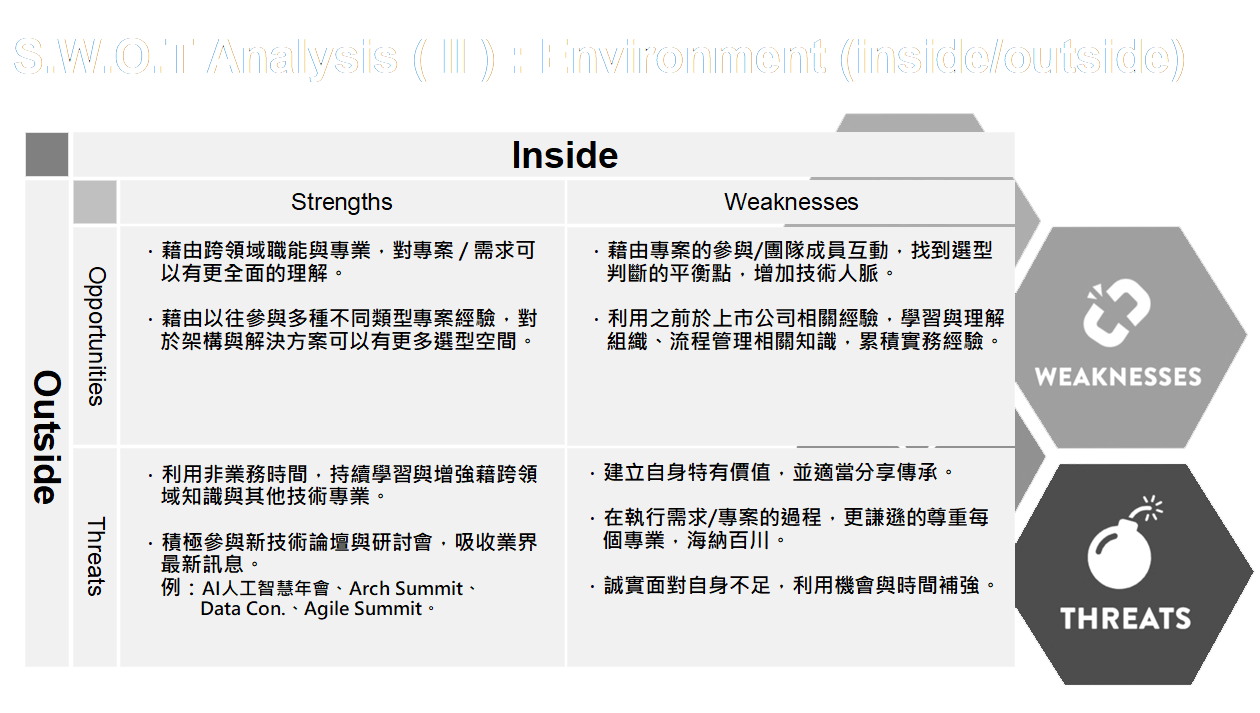 S.W.O.T Analysis ( II ) : Environment (inside/outside)
Inside
Strengths
Weaknesses
Outside
Opportunities
．藉由跨領域職能與專業，對專案 / 需求可
以有更全面的理解。
．藉由以往參與多種不同類型專案經驗，對
於架構與解決方案可以有更多選型空間。
．藉由專案的參與/團隊成員互動，找到選型
判斷的平衡點，增加技術人脈。
．利用之前於上市公司相關經驗，學習與理解
組織、流程管理相關知識，累積實務經驗。
Threats
．利用非業務時間，持續學習與增強藉跨領
域知識與其他技術專業。
．積極參與新技術論壇與研討會，吸收業界
最新訊息。
例：AI人工智慧年會、Arch Summit、
Data Con.、Agile Summit。
．建立自身特有價值，並適當分享傳承。
．在執行需求/專案的過程，更謙遜的尊重每
個專業，海納百川。
．誠實面對自身不足，利用機會與時間補強。
WEAKNESSES
THREATS